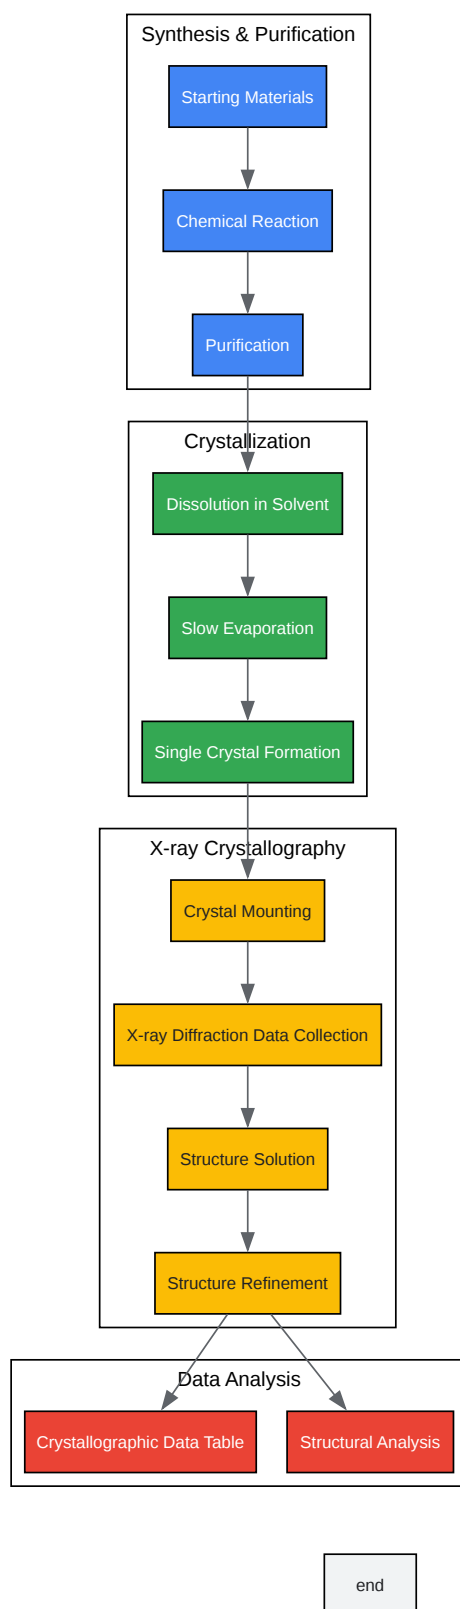 Synthesis & Purification
Starting Materials
Chemical Reaction
Purification
Crystallization
Dissolution in Solvent
Slow Evaporation
Single Crystal Formation
X-ray Crystallography
Crystal Mounting
X-ray Diffraction Data Collection
Structure Solution
Structure Refinement
Data Analysis
Crystallographic Data Table
Structural Analysis
end